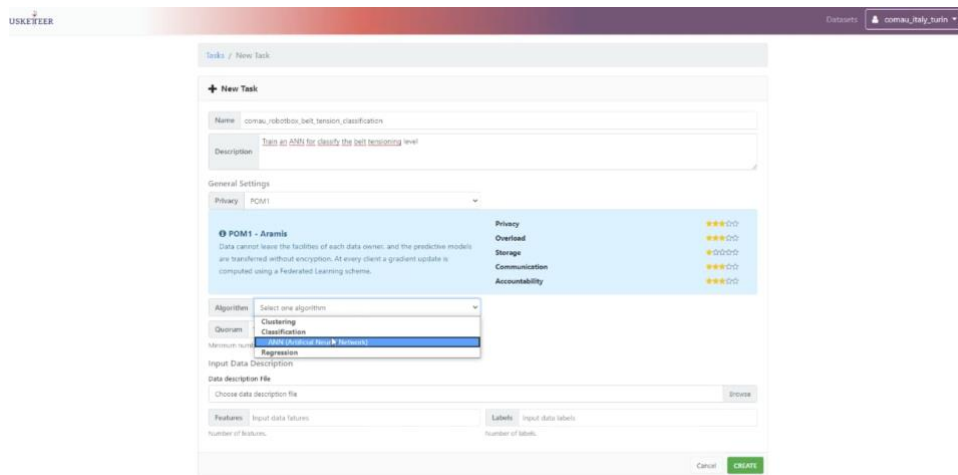 USKETEER
Datasets
comau_italy_turin
Tasks / New Task
New Task
Name comau_robotbox_belt_tension_classification
Description Train an ANN for classify the belt tensioning level
General Settings
Privacy POM1
POM1 - Aramis
Data cannot leave the facilities of each data owner, and the predictive models
are transferred without encryption. At every client a gradient update is
computed using a Federated Learning scheme.
Privacy
Overload
Storage
Communication
Accountability
Algorithm Select one algorithm
Clustering
Classification
ANN (Artificial Neural Network)
Regression
Quorum
Minimum
Input Data Description
Data description File
Choose data description file Browse
Features Input data fatures
Number of features.
Labels Input data labels
Number of labels.
Cancel CREATE